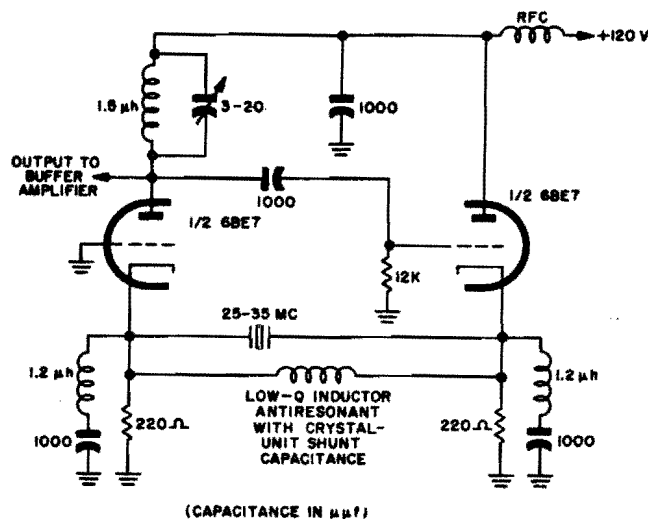 RFC
+120 V
1.8 μh
3-20
1000
OUTPUT TO
BUFFER
AMPLIFIER
1/2 6BE7
1000
1/2 6BE7
12K
25-35 MC
1.2 μh
1.2 μh
LOW-Q INDUCTOR
ANTIRESONANT
WITH CRYSTAL-
UNIT SHUNT
CAPACITANCE
1000
220Ω
220Ω
1000
(CAPACITANCE IN μμf)